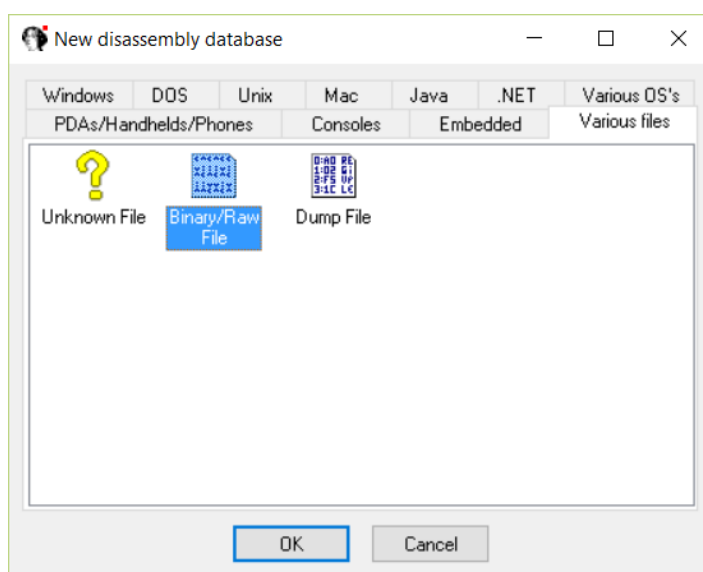 New disassembly database
Windows DOS Unix Mac Java .NET Various OS's
PDAs/Handhelds/Phones Consoles Embedded Various files
Unknown File Binary/Raw File Dump File
OK Cancel